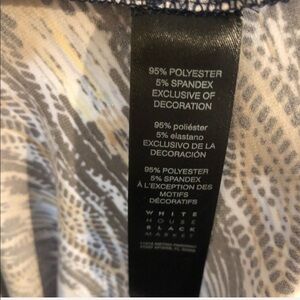 95% POLYESTER
5% SPANDEX
EXCLUSIVE OF
DECORATION
95% poliéster
5% elastano
EXCLUSIVO DE LA
DECORACIÓN
95% POLYESTER
5% SPANDEX
À L'EXCEPTION DES
MOTIFS
DÉCORATIFS
WHITE
HOUSE
BLACK
MARKET